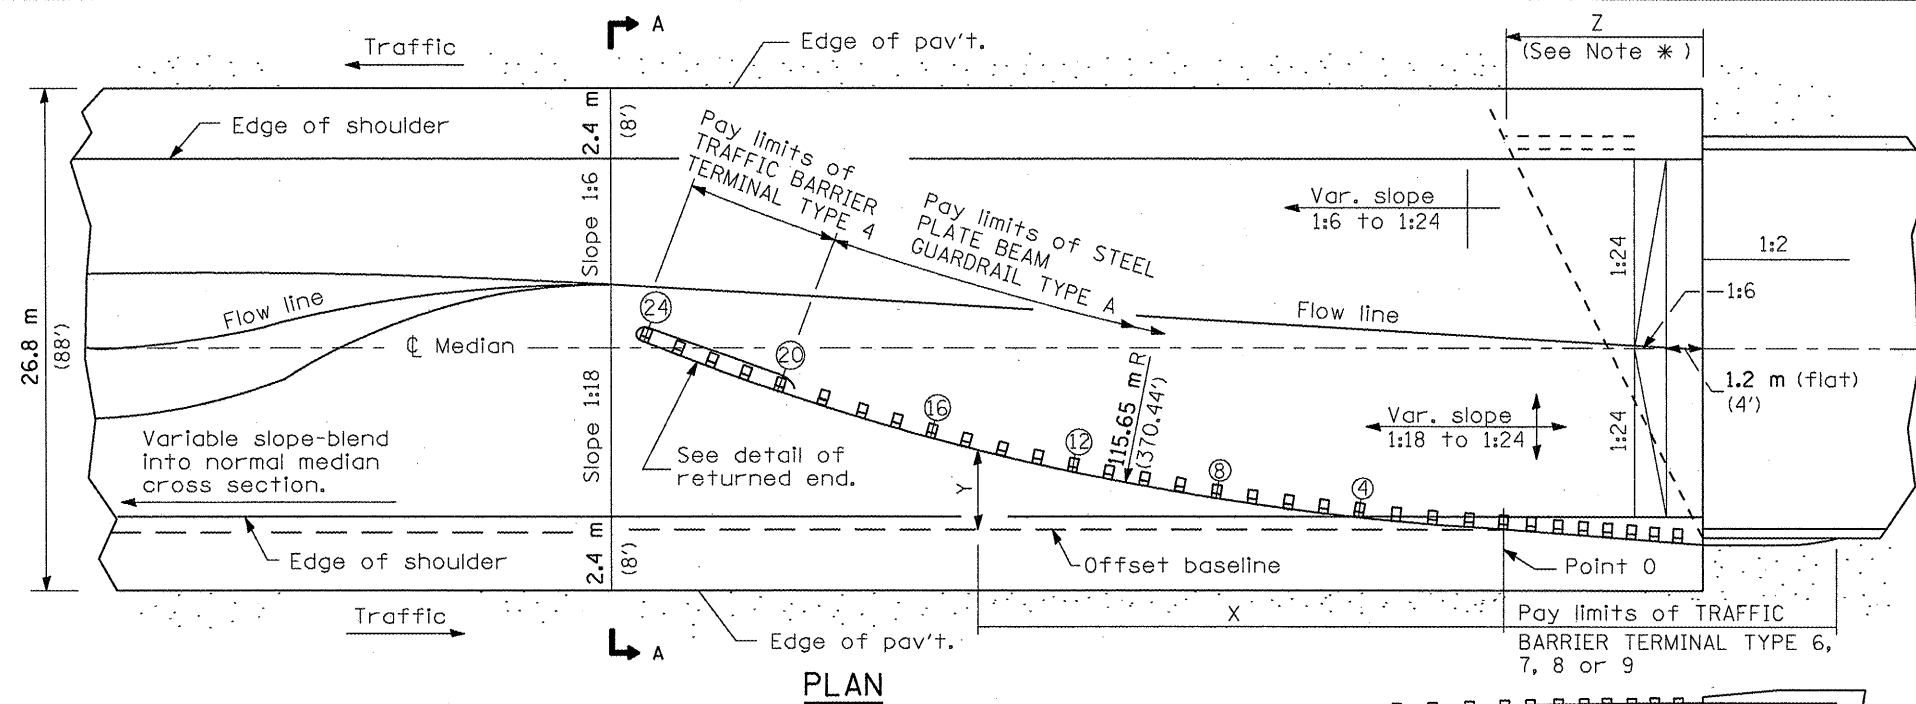 A
Z
(See Note * )
Traffic
Edge of pav't.
Edge of shoulder
2.4 m
(8')
Pay limits of
TRAFFIC BARRIER
TERMINAL TYPE 4
Pay limits of STEEL
PLATE BEAM
GUARDRAIL TYPE A
Var. slope
1:6 to 1:24
Slope 1:6
1:24
1:2
1:6
Flow line
Flow line
24
20
16
12
8
4
26.8 m
(88')
℄ Median
1.2 m (flat)
(4')
115.65 m R
(370.44')
Var. slope
1:18 to 1:24
1:24
Slope 1:18
Variable slope-blend
into normal median
cross section.
See detail of
returned end.
Y
Edge of shoulder
2.4 m
(8')
Offset baseline
Point 0
Traffic
X
Pay limits of TRAFFIC
BARRIER TERMINAL TYPE 6,
7, 8 or 9
A
Edge of pav't.
PLAN